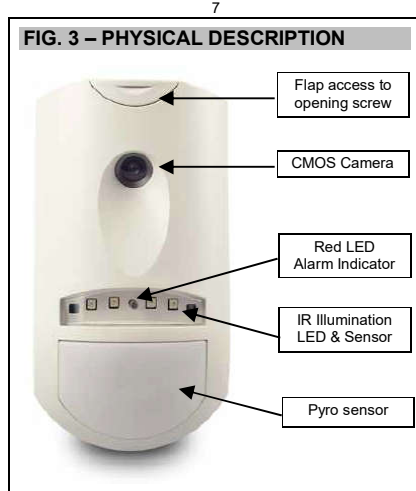 7
FIG. 3 – PHYSICAL DESCRIPTION
Flap access to
opening screw
CMOS Camera
Red LED
Alarm Indicator
IR Illumination
LED & Sensor
Pyro sensor